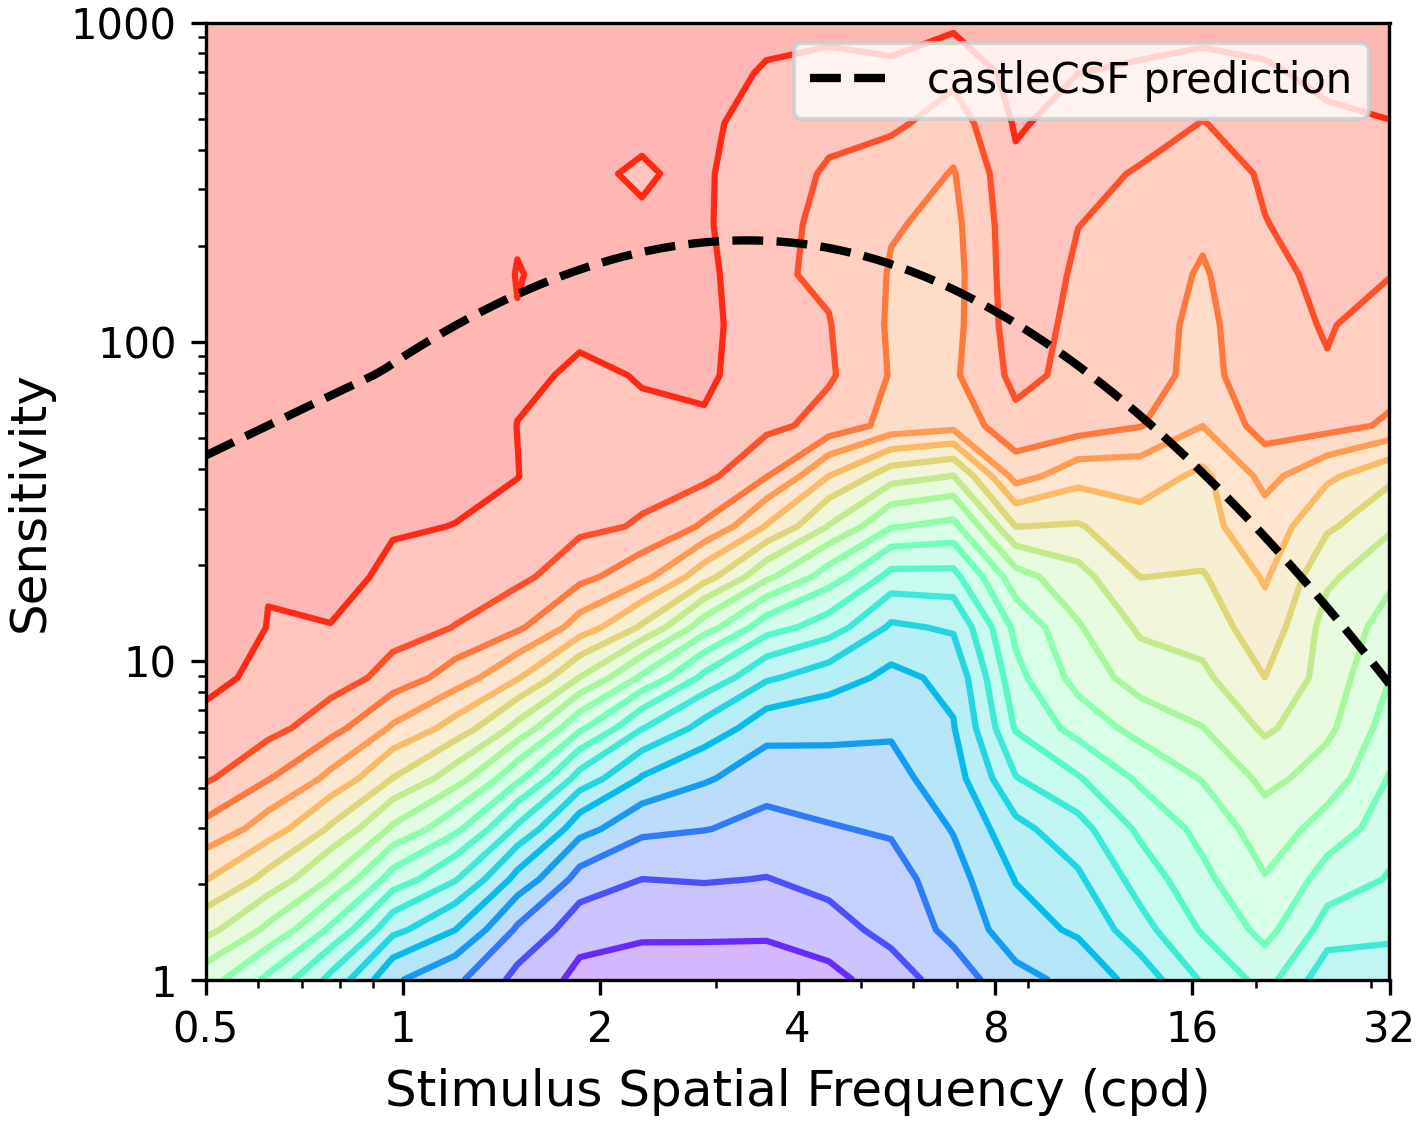 1000
100
10
1
Sensitivity
castleCSF prediction
0.5 1 2 4 8 16 32
Stimulus Spatial Frequency (cpd)